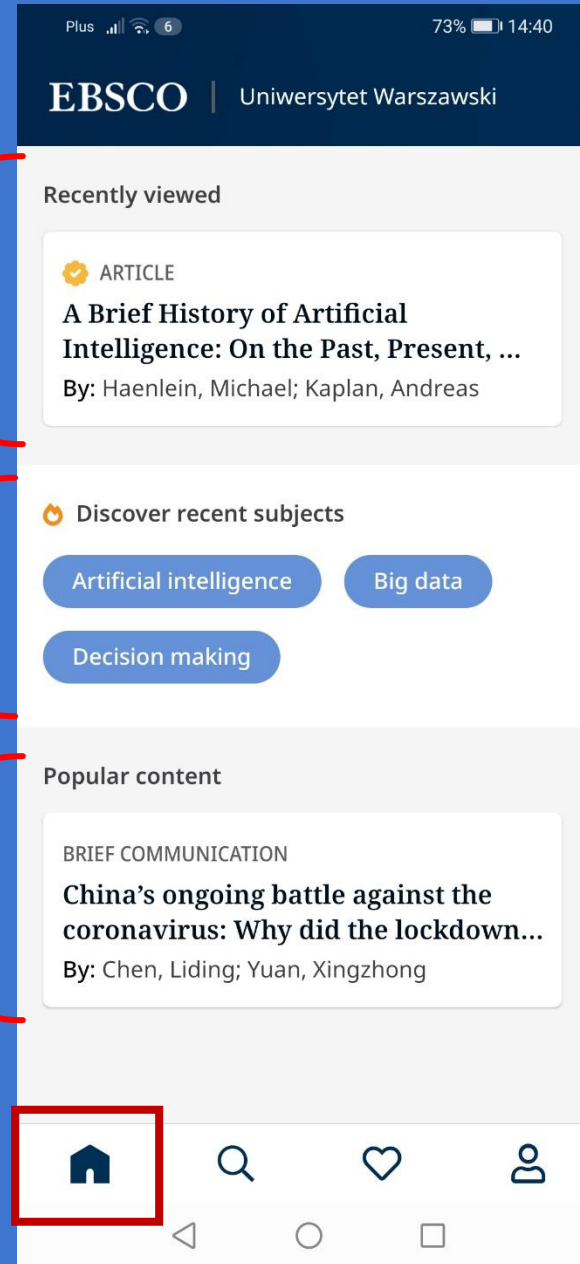 Plus 6 73% 14:40
EBSCO | Uniwersytet Warszawski
Recently viewed
ARTICLE
A Brief History of Artificial
Intelligence: On the Past, Present, ...
By: Haenlein, Michael; Kaplan, Andreas
Discover recent subjects
Artificial intelligence Big data
Decision making
Popular content
BRIEF COMMUNICATION
China’s ongoing battle against the
coronavirus: Why did the lockdown...
By: Chen, Liding; Yuan, Xingzhong